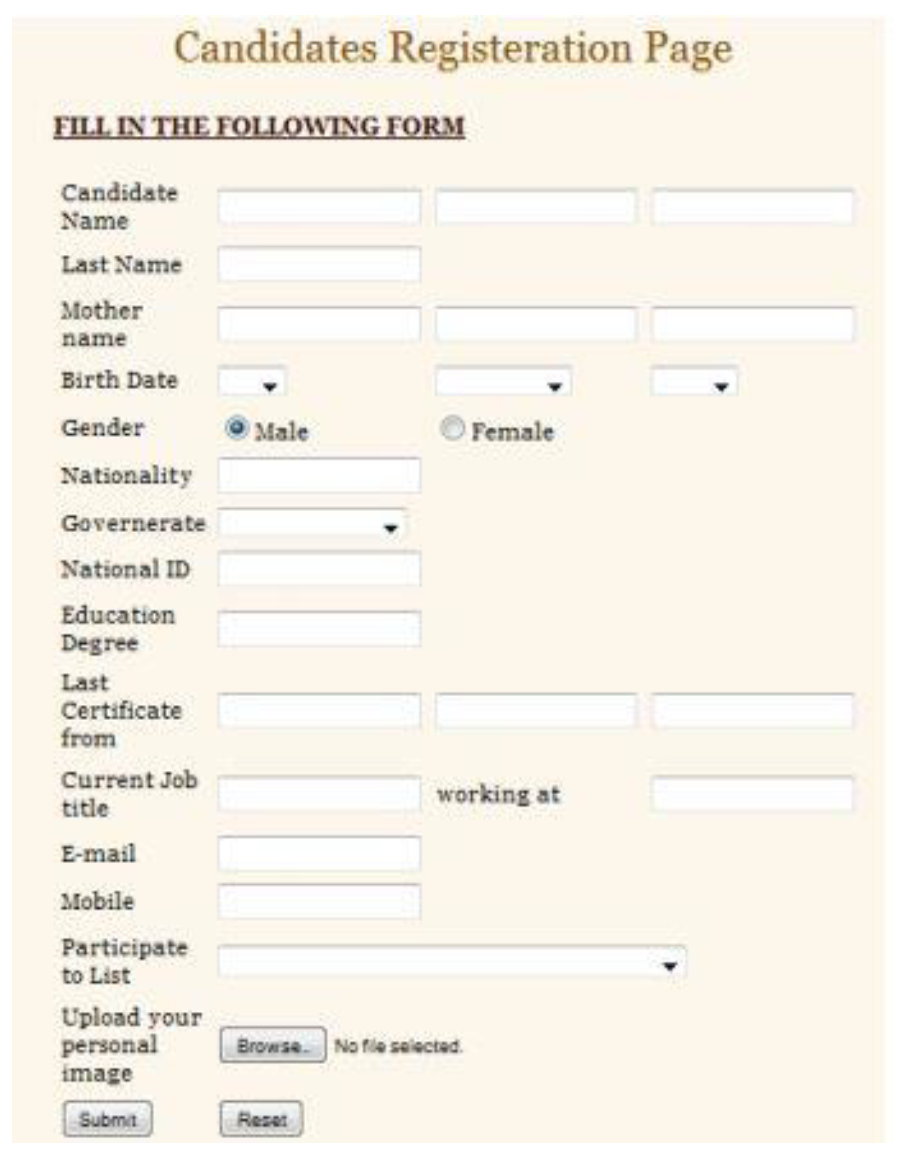 Candidates Registeration Page
FILL IN THE FOLLOWING FORM
Candidate
Name
Last Name
Mother
name
Birth Date
Gender Male Female
Nationality
Governerate
National ID
Education
Degree
Last
Certificate
from
Current Job
title
working at
E-mail
Mobile
Participate
to List
Upload your
personal
image
Browse... No file selected.
Submit Reset